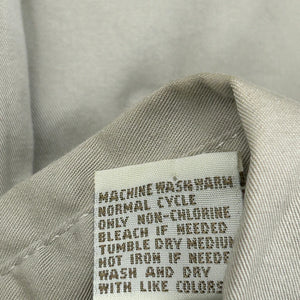 MACHINE WASH WARM
NORMAL CYCLE
ONLY NON-CHLORINE
BLEACH IF NEEDED
TUMBLE DRY MEDIUM
HOT IRON IF NEEDED
WASH AND DRY
WITH LIKE COLORS